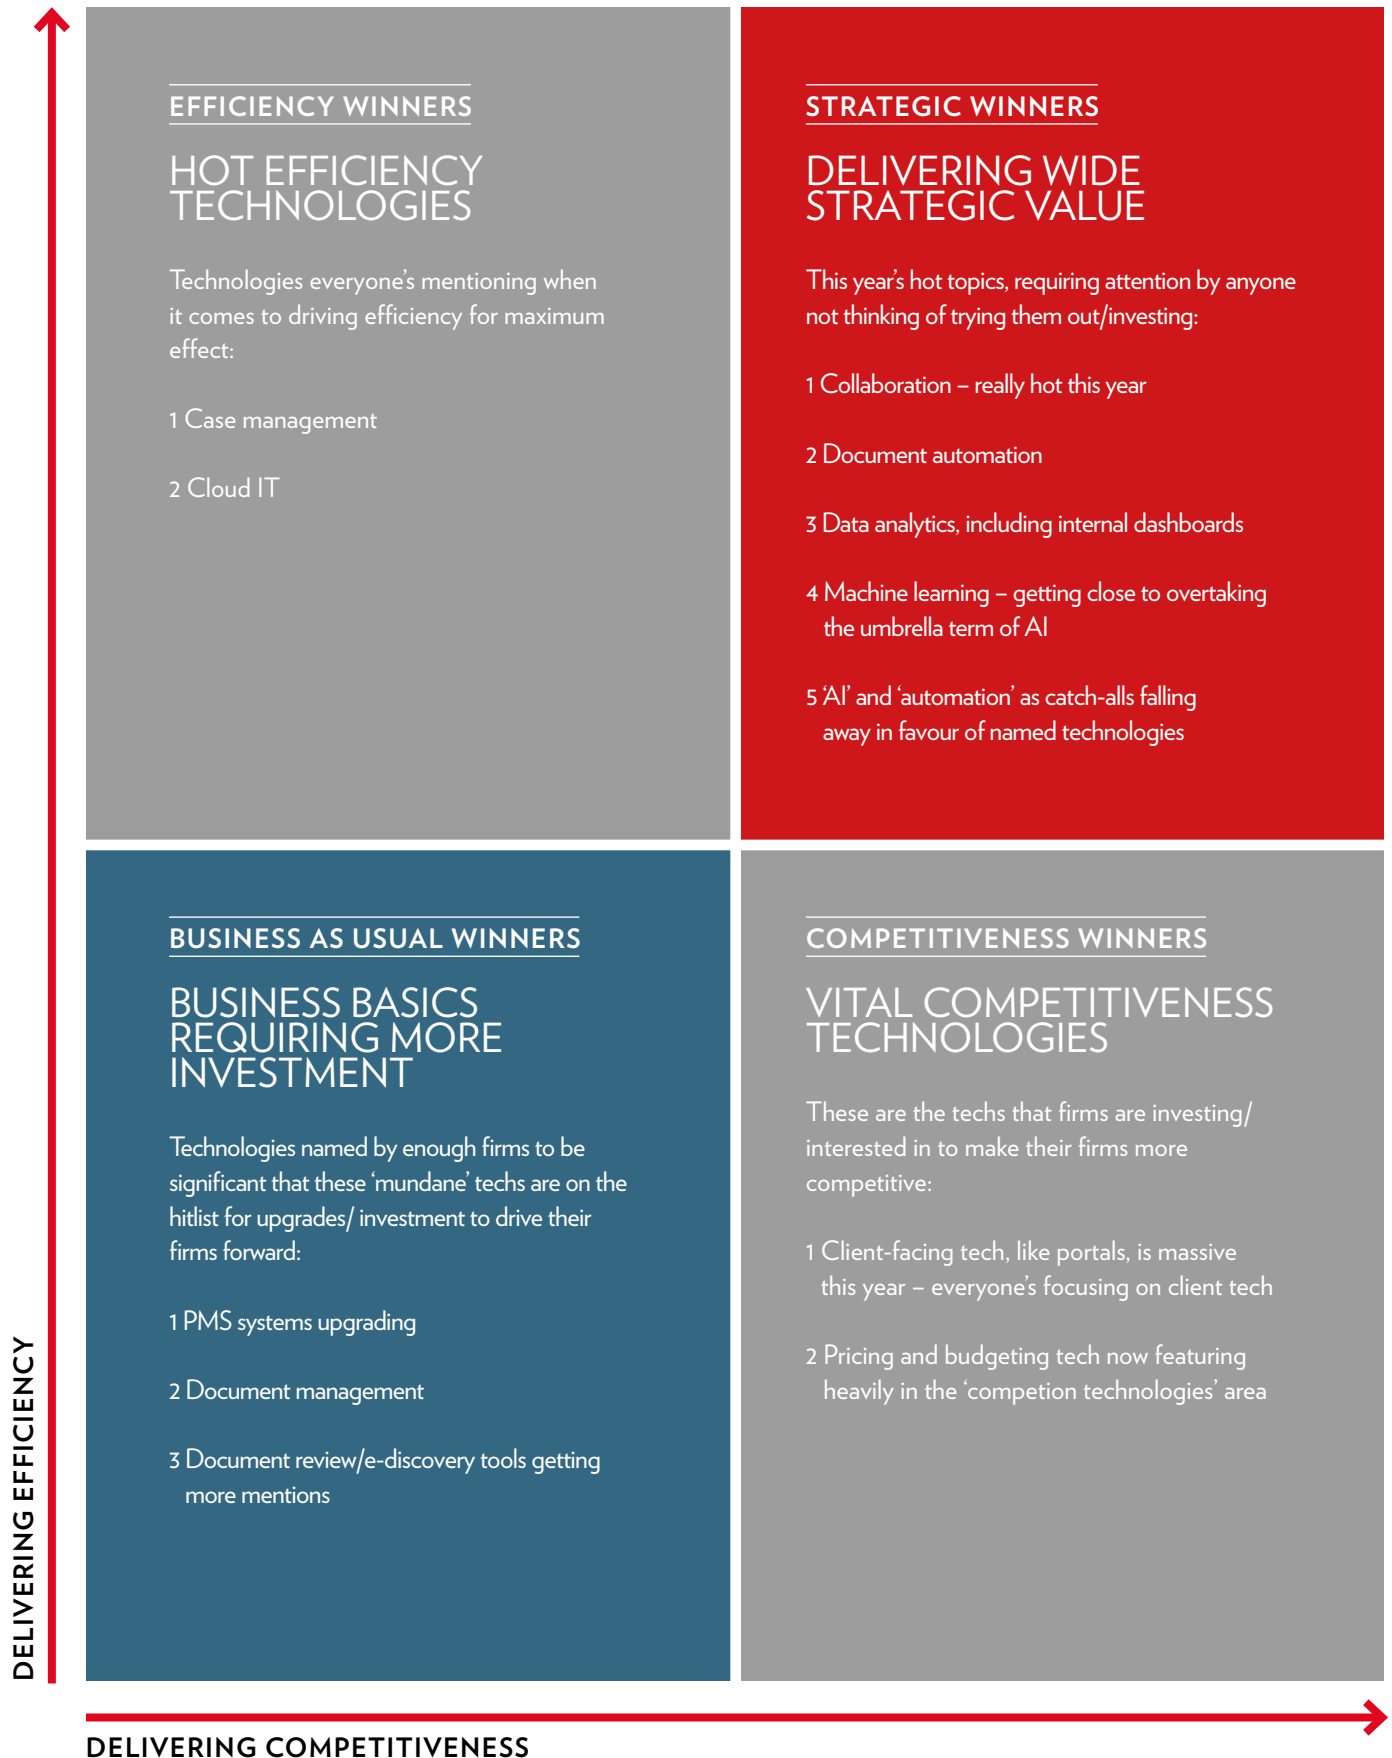 EFFICIENCY WINNERS
HOT EFFICIENCY
TECHNOLOGIES
Technologies everyone's mentioning when
it comes to driving efficiency for maximum
effect:
1 Case management
2 Cloud IT
STRATEGIC WINNERS
DELIVERING WIDE
STRATEGIC VALUE
This year's hot topics, requiring attention by anyone
not thinking of trying them out/investing:
1 Collaboration – really hot this year
2 Document automation
3 Data analytics, including internal dashboards
4 Machine learning – getting close to overtaking
the umbrella term of AI
5 ‘AI’ and ‘automation’ as catch-alls falling
away in favour of named technologies
BUSINESS AS USUAL WINNERS
BUSINESS BASICS
REQUIRING MORE
INVESTMENT
Technologies named by enough firms to be
significant that these ‘mundane’ techs are on the
hitlist for upgrades/ investment to drive their
firms forward:
1 PMS systems upgrading
2 Document management
3 Document review/e-discovery tools getting
more mentions
COMPETITIVENESS WINNERS
VITAL COMPETITIVENESS
TECHNOLOGIES
These are the techs that firms are investing/
interested in to make their firms more
competitive:
1 Client-facing tech, like portals, is massive
this year – everyone's focusing on client tech
2 Pricing and budgeting tech now featuring
heavily in the ‘competion technologies’ area
DELIVERING EFFICIENCY
DELIVERING COMPETITIVENESS